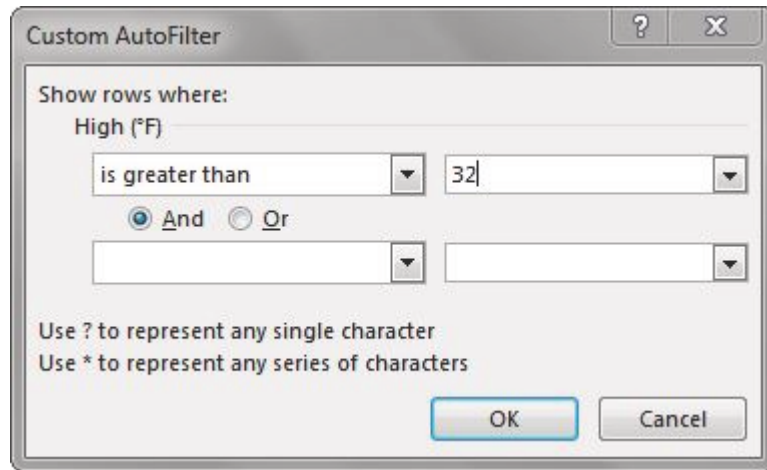 Custom AutoFilter ?
Show rows where:
High (°F)
is greater than 32
And Or
Use ? to represent any single character
Use * to represent any series of characters
OK Cancel